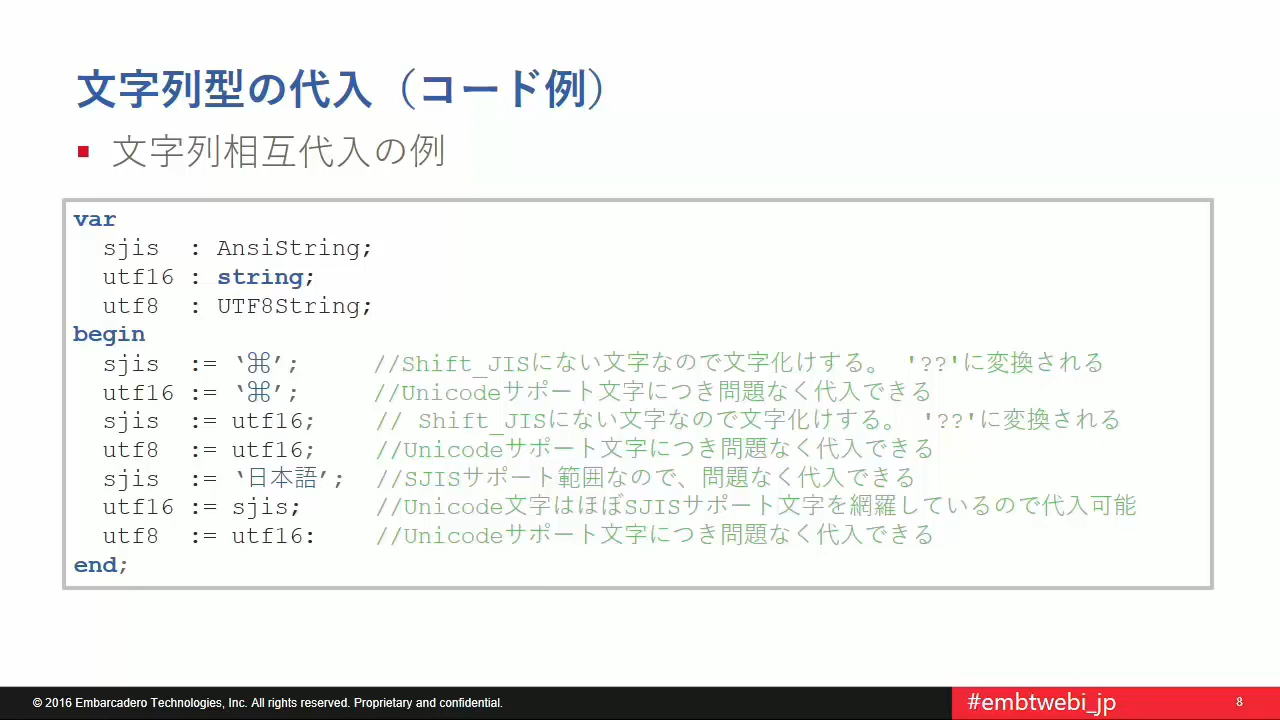 文字列型の代入（コード例）
▪ 文字列相互代入の例
var
  sjis  : AnsiString;
  utf16 : string;
  utf8  : UTF8String;
begin
  sjis  := ‘⌘’;     //Shift_JISにない文字なので文字化けする。 '??'に変換される
  utf16 := ‘⌘’;     //Unicodeサポート文字につき問題なく代入できる
  sjis  := utf16;    // Shift_JISにない文字なので文字化けする。 '??'に変換される
  utf8  := utf16;    //Unicodeサポート文字につき問題なく代入できる
  sjis  := ‘日本語’;  //SJISサポート範囲なので、問題なく代入できる
  utf16 := sjis;     //Unicode文字はほぼSJISサポート文字を網羅しているので代入可能
  utf8  := utf16:    //Unicodeサポート文字につき問題なく代入できる
end;
© 2016 Embarcadero Technologies, Inc. All rights reserved. Proprietary and confidential.
#embtwebi_jp
8